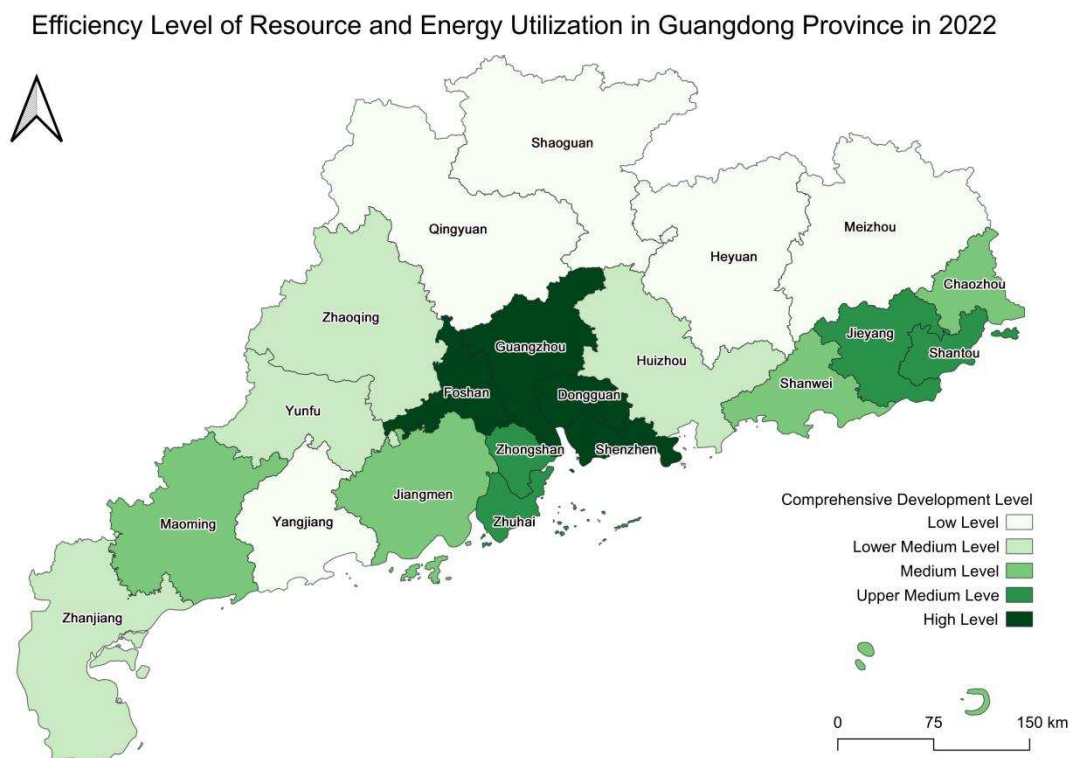 Efficiency Level of Resource and Energy Utilization in Guangdong Province in 2022
Shaoguan
Qingyuan
Meizhou
Heyuan
Chaozhou
Zhaoqing
Jieyang
Guangzhou
Shantou
Huizhou
Shanwei
Foshan
Dongguan
Yunfu
Zhongshan
Shenzhen
Jiangmen
Maoming
Yangjiang
Zhuhai
Zhanjiang
Comprehensive Development Level
Low Level
Lower Medium Level
Medium Level
Upper Medium Leve
High Level
0 75 150 km